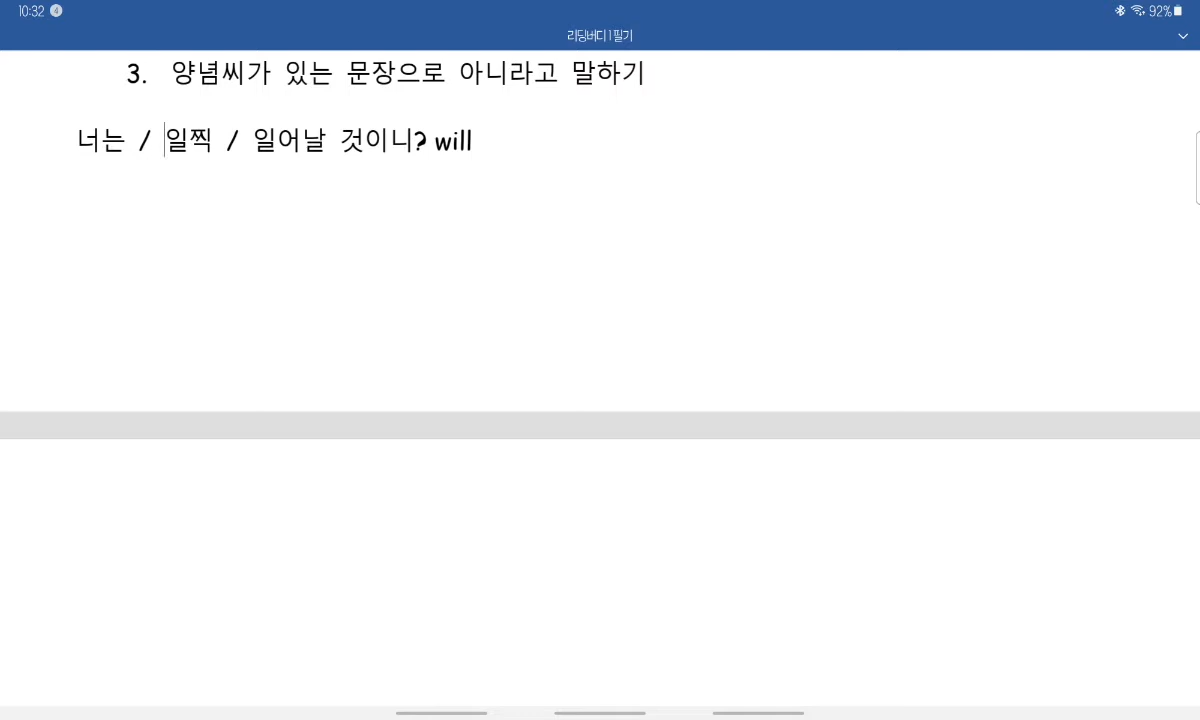 10:32 4 92%
리딩버디 1 필기
3. 양념씨가 있는 문장으로 아니라고 말하기
너는 / 일찍 / 일어날 것이니? will